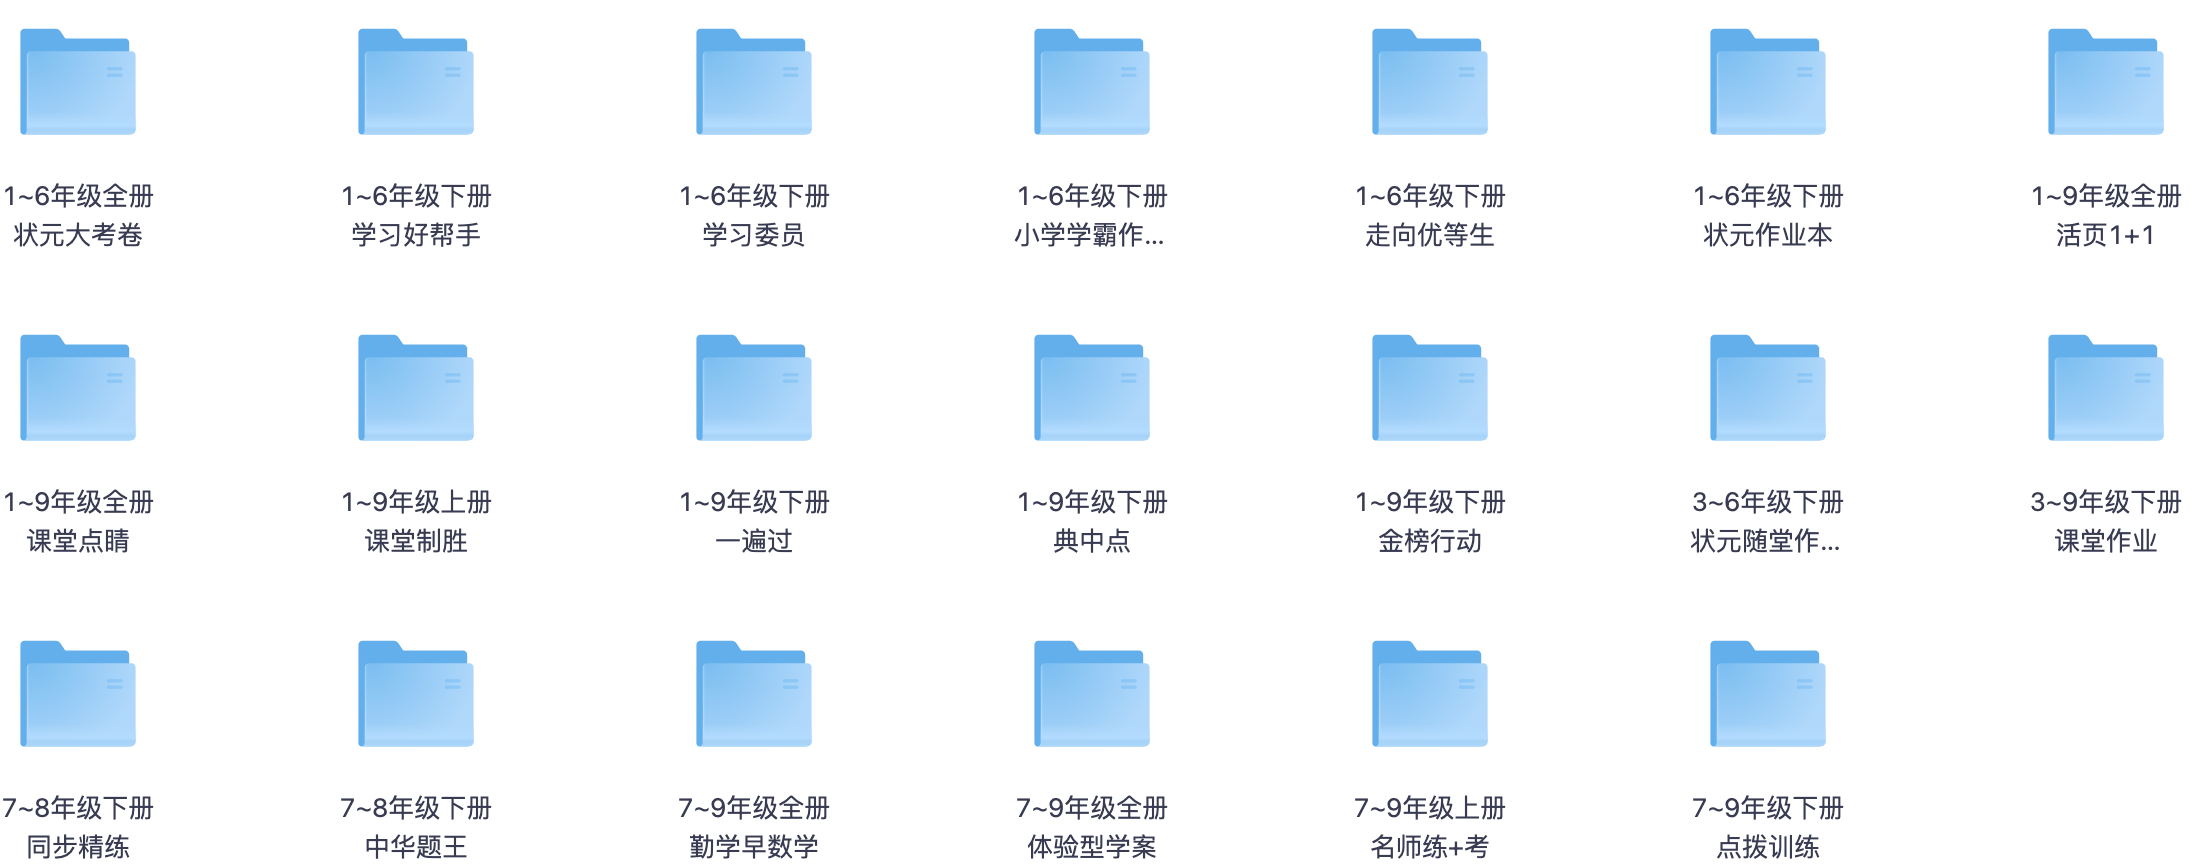 1~6年级全册
状元大考卷
1~6年级下册
学习好帮手
1~6年级下册
学习委员
1~6年级下册
小学学霸作...
1~6年级下册
走向优等生
1~6年级下册
状元作业本
1~9年级全册
活页1+1
1~9年级全册
课堂点睛
1~9年级上册
课堂制胜
1~9年级下册
一遍过
1~9年级下册
典中点
1~9年级下册
金榜行动
3~6年级下册
状元随堂作...
3~9年级下册
课堂作业
7~8年级下册
同步精练
7~8年级下册
中华题王
7~9年级全册
勤学早数学
7~9年级全册
体验型学案
7~9年级上册
名师练+考
7~9年级下册
点拨训练